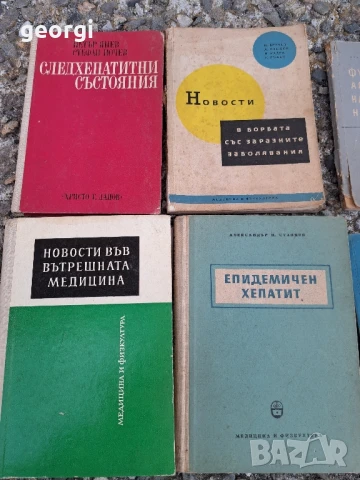 georgi
СЛЕДХЕПАТИТНИ
СЪСТОЯНИЯ
НОВОСТИ
В БОРБАТА
СЪС ЗАРАЗНИТЕ
ЗАБОЛЯВАНИЯ
НОВОСТИ ВЪВ
ВЪТРЕШНАТА
МЕДИЦИНА
МЕДИЦИНА И ФИЗКУЛТУРА
АЛЕКСАНДЪР
ЕПИДЕМИЧЕН
ХЕПАТИТ
МЕДИЦИНА И ФИЗКУЛТУРА
bazar